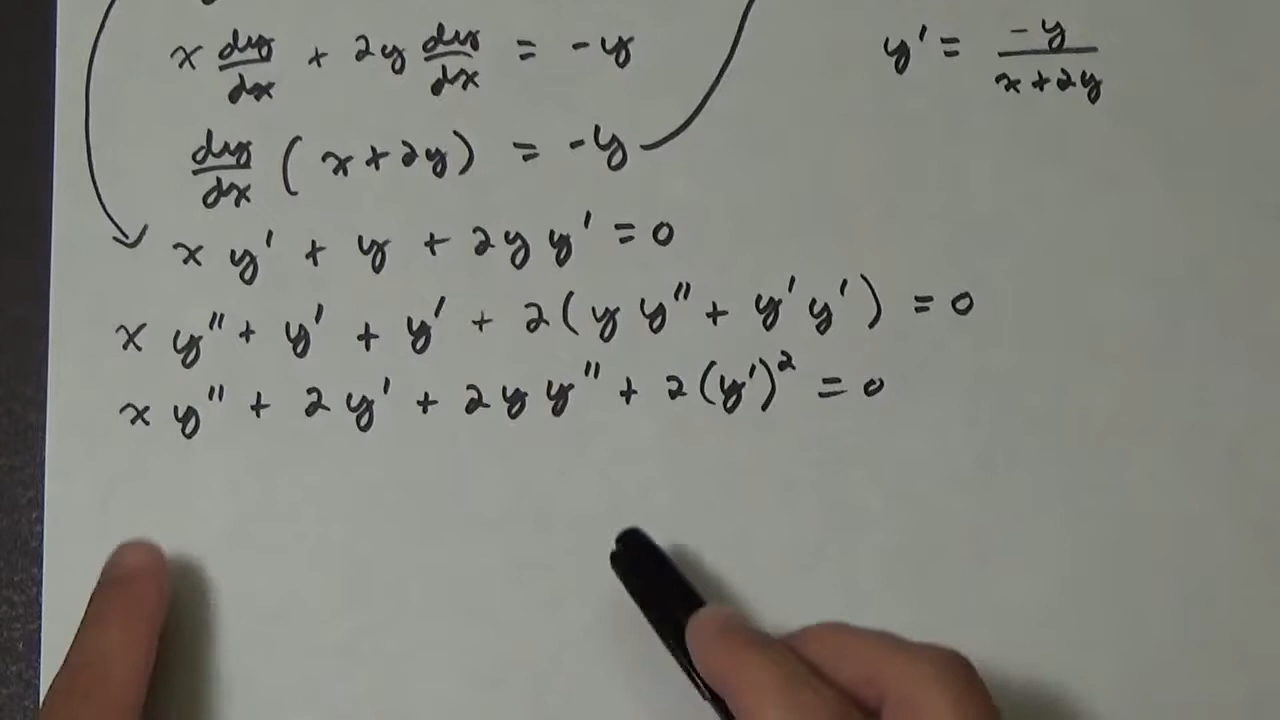 x dy/dx + 2y dy/dx = -y
y' = -y/(x+2y)
dy/dx (x+2y) = -y
x y' + y + 2y y' = 0
x y'' + y' + y' + 2(y y'' + y' y') = 0
x y'' + 2y' + 2y y'' + 2(y')² = 0